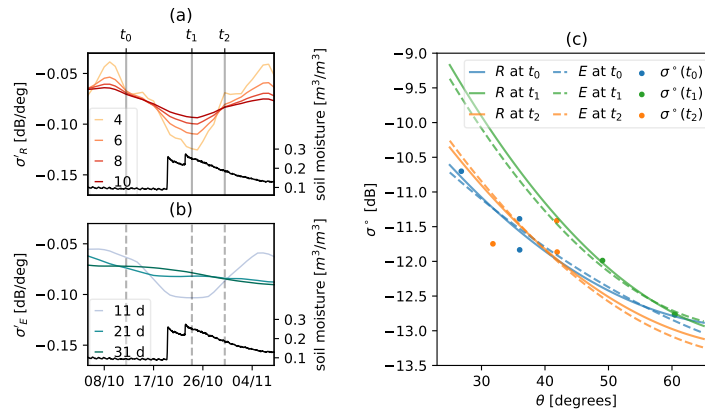 (a)
t₀ t₁ t₂
σ′_R [dB/deg]
−0.05
−0.10
−0.15
4
6
8
10
0.3
0.2
0.1
soil moisture [m³/m³]
(b)
σ′_E [dB/deg]
−0.05
−0.10
−0.15
11 d
21 d
31 d
0.3
0.2
0.1
soil moisture [m³/m³]
08/10 17/10 26/10 04/11
(c)
R at t₀ E at t₀ σ°(t₀)
R at t₁ E at t₁ σ°(t₁)
R at t₂ E at t₂ σ°(t₂)
σ° [dB]
−9.0
−9.5
−10.0
−10.5
−11.0
−11.5
−12.0
−12.5
−13.0
−13.5
30 40 50 60
θ [degrees]